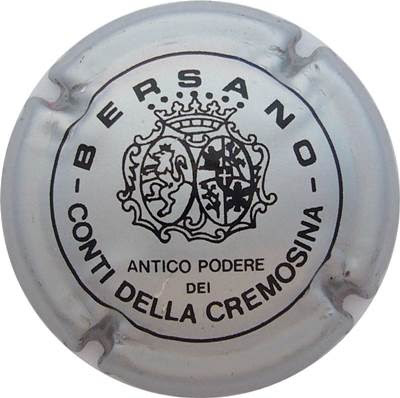 - BERSANO -
ANTICO PODERE
DEI
CONTI DELLA CREMOSINA